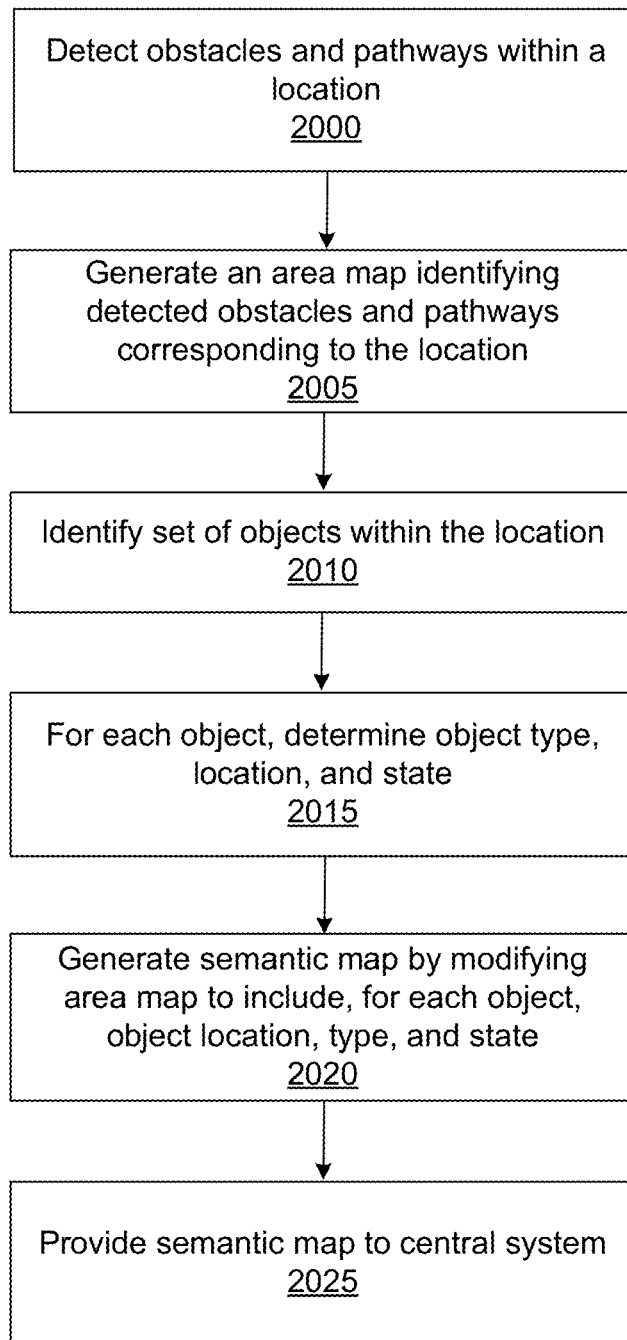 Detect obstacles and pathways within a
location
2000
Generate an area map identifying
detected obstacles and pathways
corresponding to the location
2005
Identify set of objects within the location
2010
For each object, determine object type,
location, and state
2015
Generate semantic map by modifying
area map to include, for each object,
object location, type, and state
2020
Provide semantic map to central system
2025